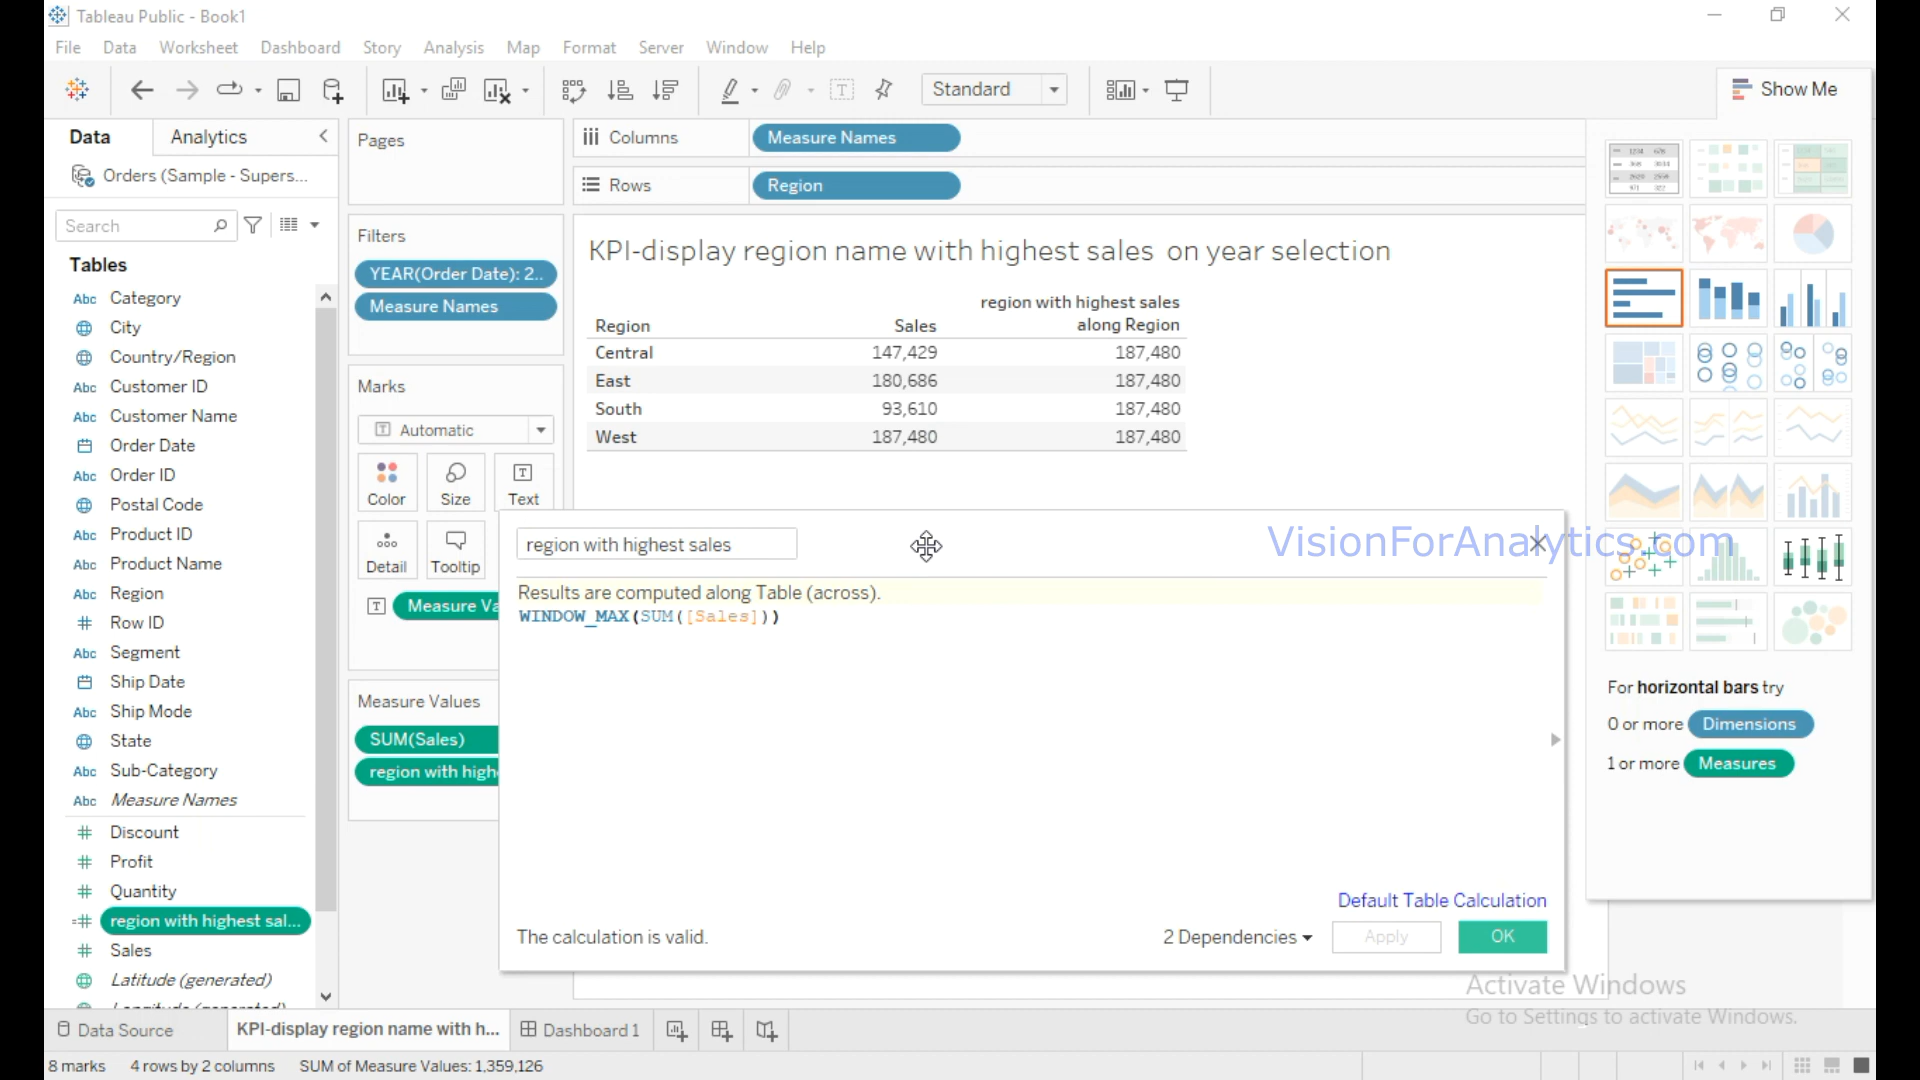 Tableau Public - Book1
File Data Worksheet Dashboard Story Analysis Map Format Server Window Help
Standard
Show Me
Data Analytics
Orders (Sample - Supers...
Search
Tables
Category
City
Country/Region
Customer ID
Customer Name
Order Date
Order ID
Postal Code
Product ID
Product Name
Region
Row ID
Segment
Ship Date
Ship Mode
State
Sub-Category
Measure Names
Discount
Profit
Quantity
region with highest sal...
Sales
Latitude (generated)
Pages
Filters
YEAR(Order Date): 2..
Measure Names
Marks
Automatic
Color Size Text
Detail Tooltip
Measure Va
Measure Values
SUM(Sales)
region with highe
Columns Measure Names
Rows Region
KPI-display region name with highest sales on year selection
region with highest sales
Region Sales along Region
Central 147,429 187,480
East 180,686 187,480
South 93,610 187,480
West 187,480 187,480
region with highest sales
VisionForAnalytics.com
Results are computed along Table (across).
WINDOW_MAX(SUM([Sales]))
Default Table Calculation
The calculation is valid. 2 Dependencies Apply OK
For horizontal bars try
0 or more Dimensions
1 or more Measures
Activate Windows
Go to Settings to activate Windows.
Data Source KPI-display region name with h... Dashboard 1
8 marks 4 rows by 2 columns SUM of Measure Values: 1,359,126